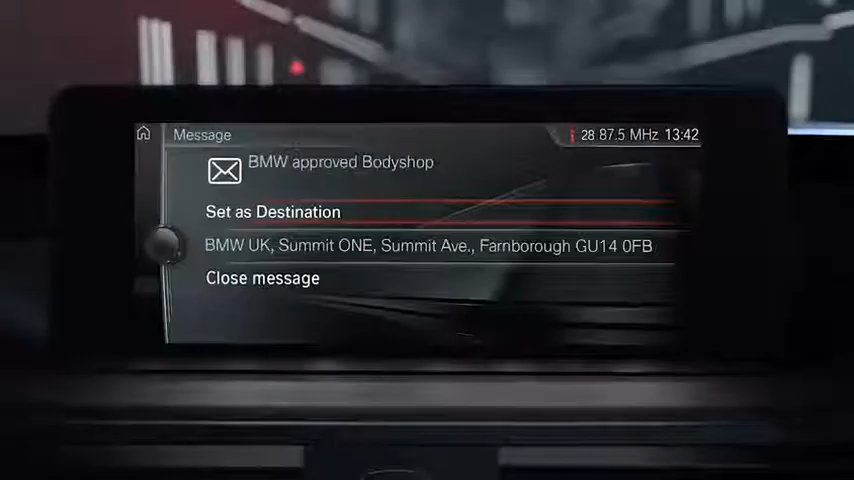 Message
28 87.5 MHz 13:42
BMW approved Bodyshop
Set as Destination
BMW UK, Summit ONE, Summit Ave., Farnborough GU14 0FB
Close message